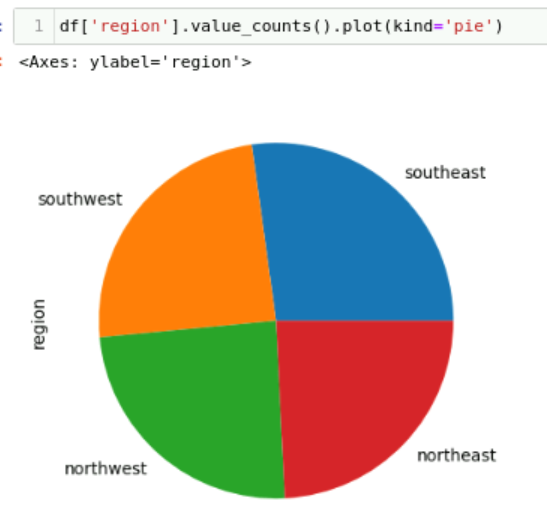 1 df['region'].value_counts().plot(kind='pie')
<Axes: ylabel='region'>
southeast
southwest
region
northeast
northwest